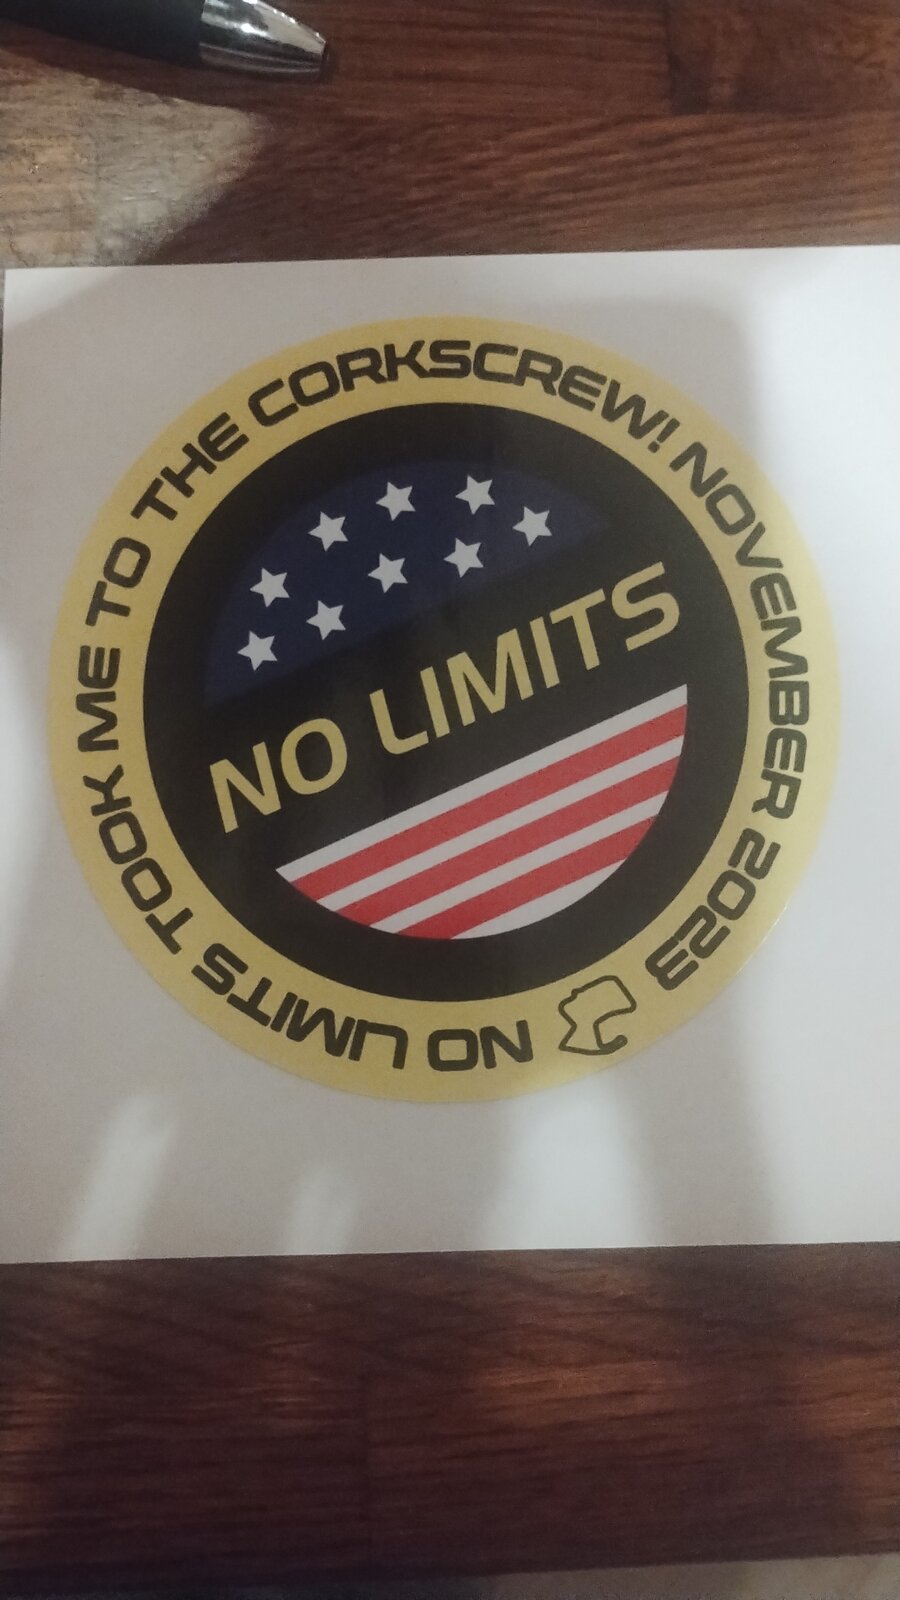 NO LIMITS TOOK ME TO THE CORKSCREW! NOVEMBER 2023
NO LIMITS